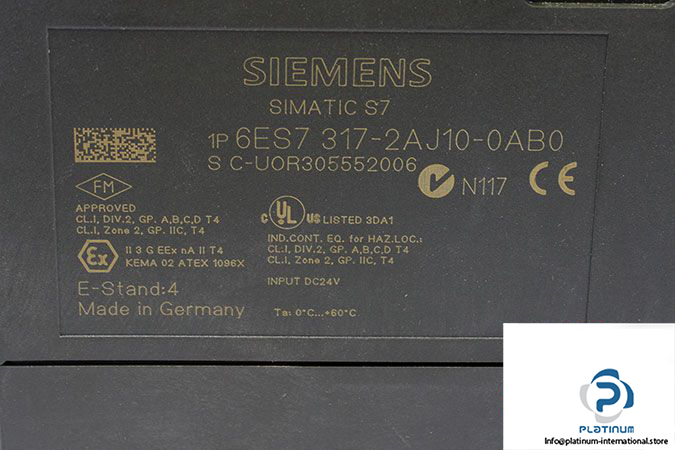 SIEMENS
SIMATIC S7
1P 6ES7 317-2AJ10-0AB0
S C-UOR305552006
N117 CE
FM
APPROVED
CL.I, DIV.2, GP. A,B,C,D T4
CL.I, Zone 2, GP. IIC, T4
Ex II 3 G EEx nA II T4
KEMA 02 ATEX 1096X
E-Stand:4
Made in Germany
c UL US LISTED 3DA1
IND.CONT. EQ. for HAZ.LOC.:
CL.I, DIV.2, GP. A,B,C,D T4
CL.I, Zone 2, GP. IIC, T4
INPUT DC24V
Ta: 0°C...+60°C
PLATINUM
Info@platinum-international.store